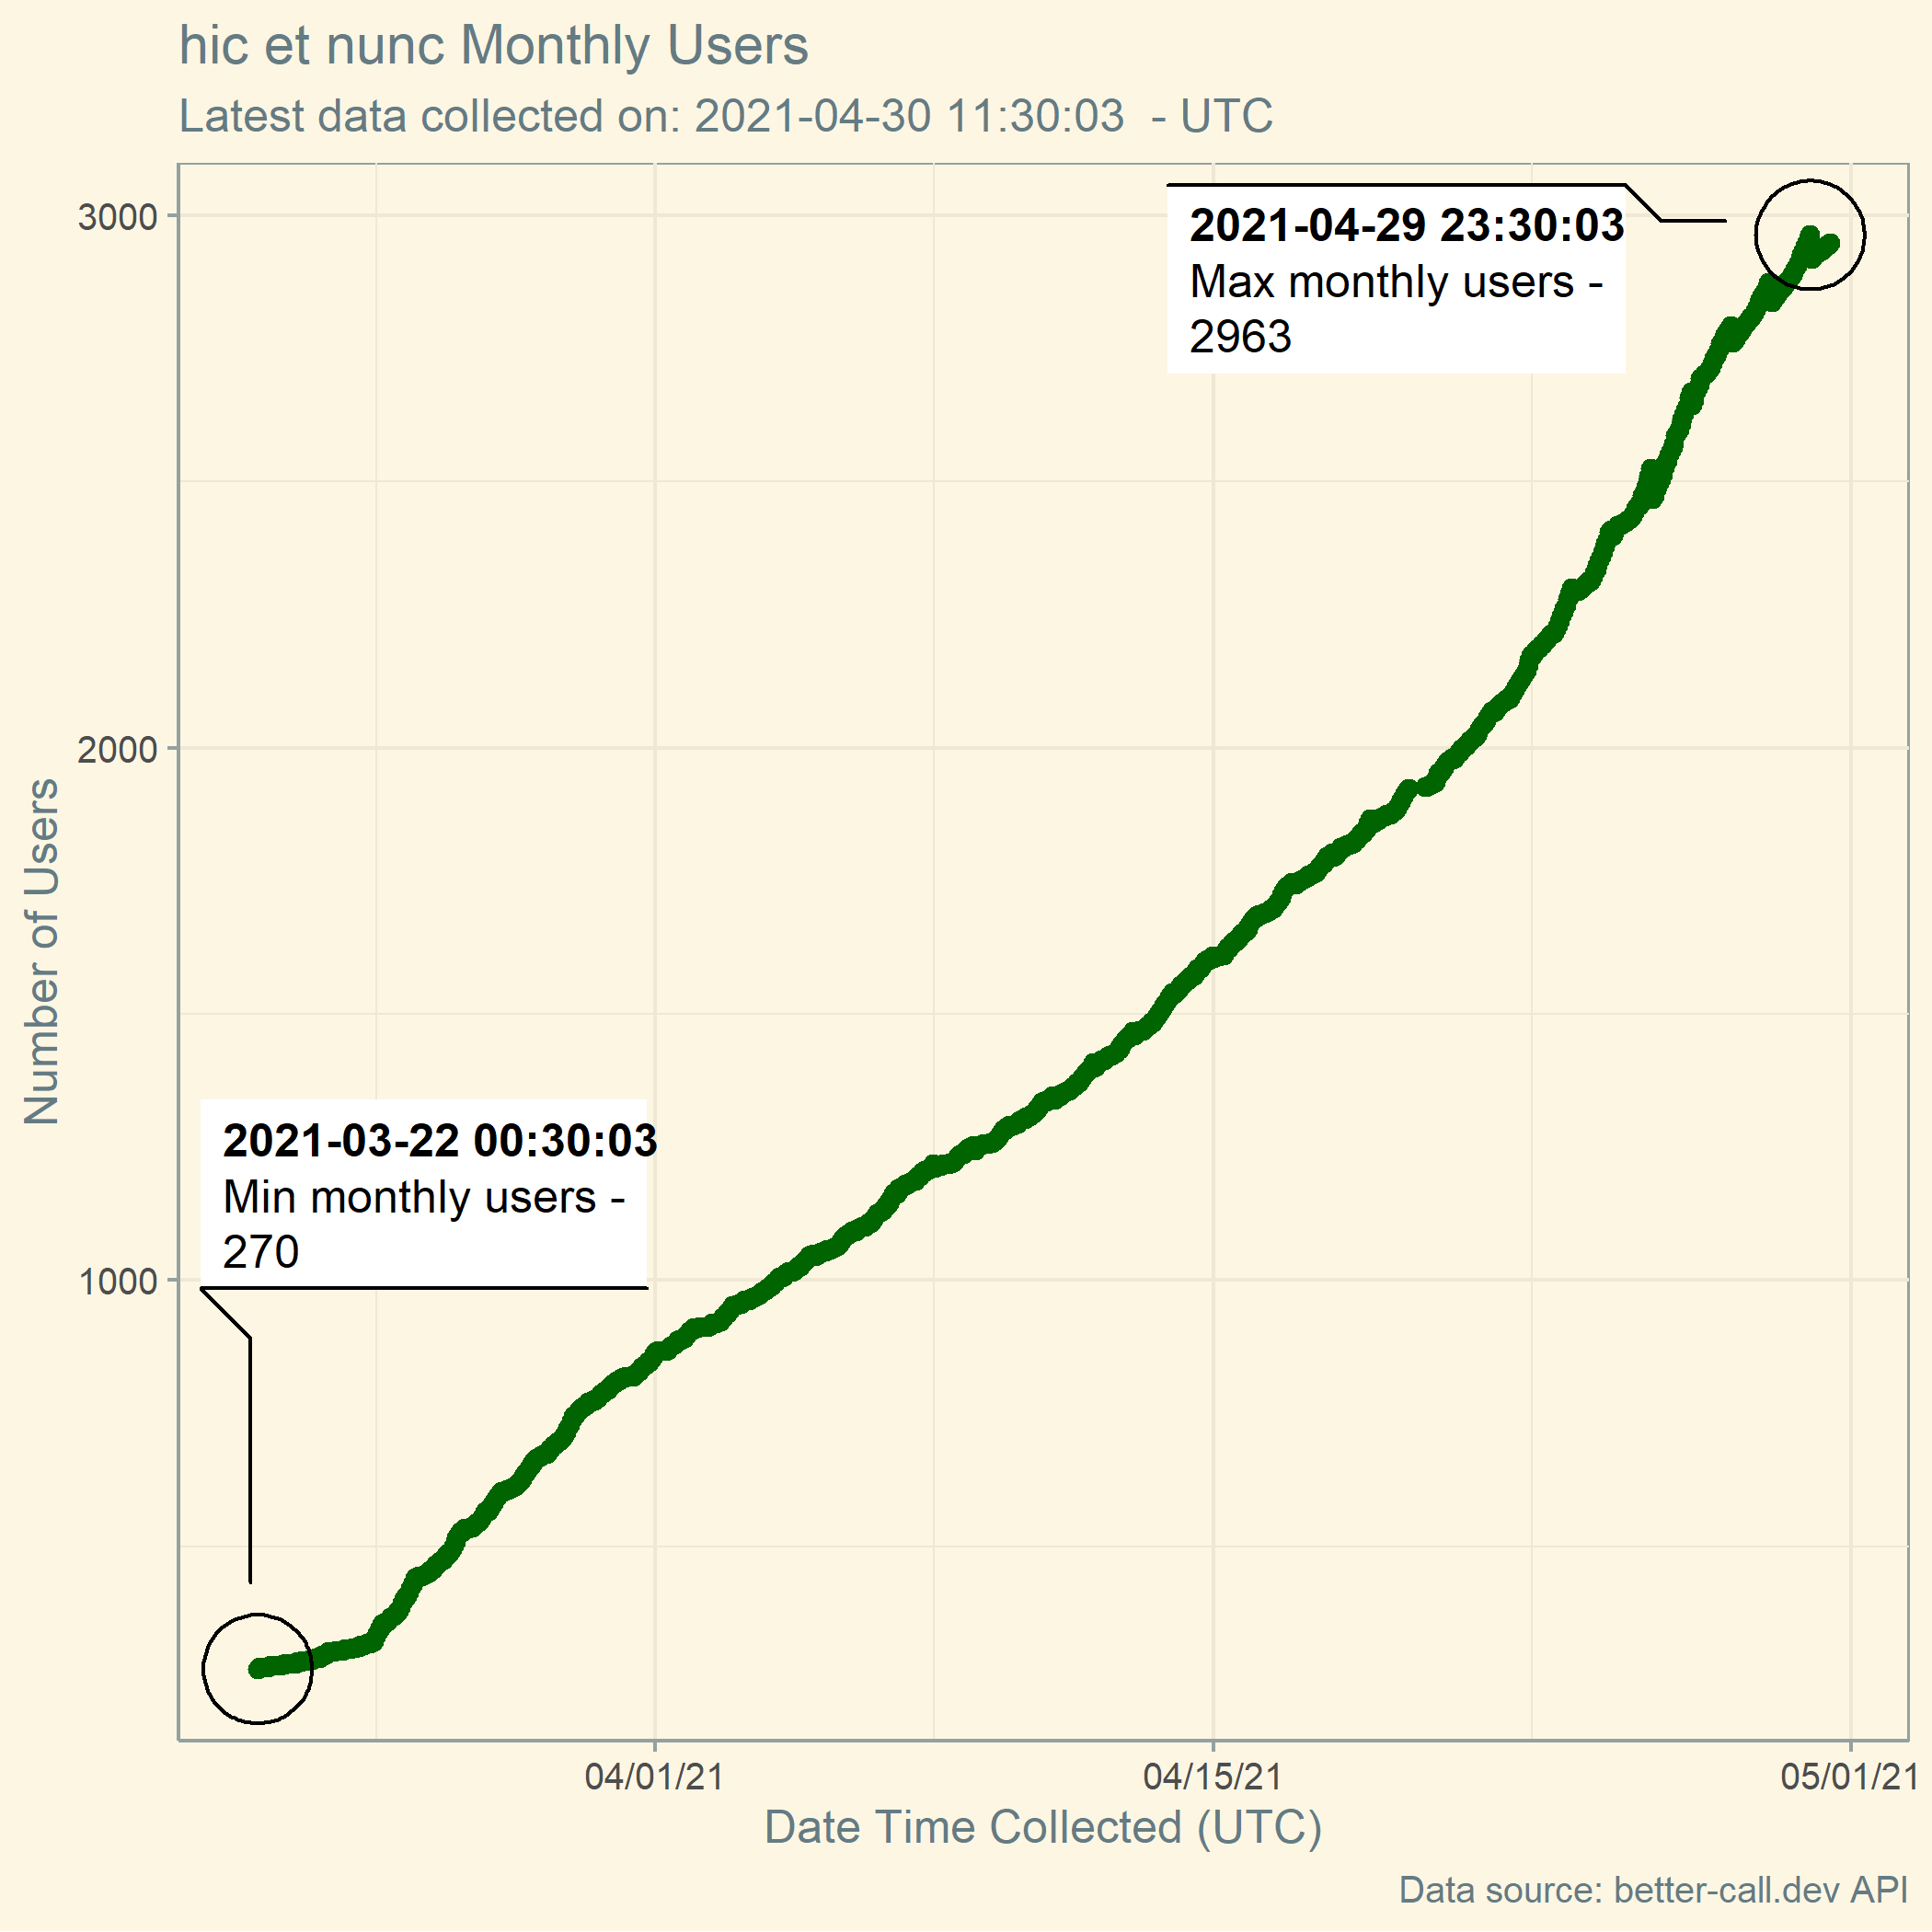 hic et nunc Monthly Users
Latest data collected on: 2021-04-30 11:30:03  - UTC
3000
2021-04-29 23:30:03
Max monthly users -
2963
2000
Number of Users
2021-03-22 00:30:03
Min monthly users -
270
1000
04/01/21
04/15/21
05/01/21
Date Time Collected (UTC)
Data source: better-call.dev API